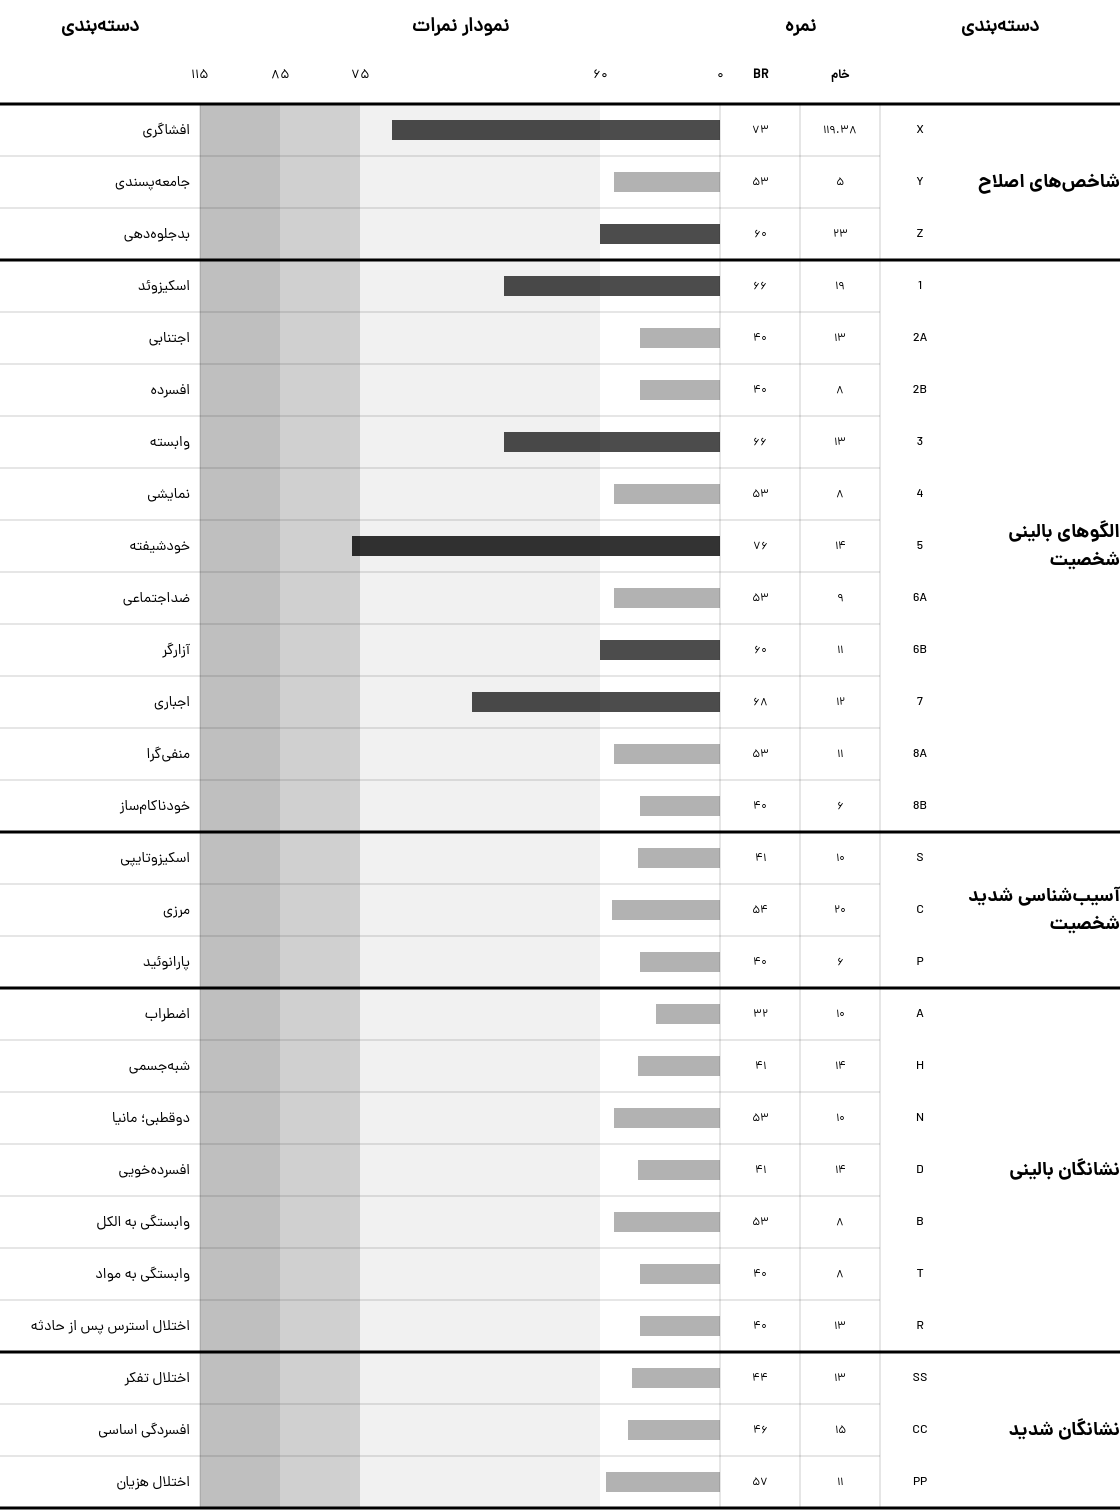 دسته‌بندی نمره نمودار نمرات دسته‌بندی
خام BR ۰ ۶۰ ۷۵ ۸۵ ۱۱۵
شاخص‌های اصلاح
X ۱۱۹.۳۸ ۷۳ افشاگری
Y ۵ ۵۳ جامعه‌پسندی
Z ۲۳ ۶۰ بدجلوه‌دهی
الگوهای بالینی
شخصیت
1 ۱۹ ۶۶ اسکیزوئد
2A ۱۳ ۴۰ اجتنابی
2B ۸ ۴۰ افسرده
3 ۱۳ ۶۶ وابسته
4 ۸ ۵۳ نمایشی
5 ۱۴ ۷۶ خودشیفته
6A ۹ ۵۳ ضداجتماعی
6B ۱۱ ۶۰ آزارگر
7 ۱۲ ۶۸ اجباری
8A ۱۱ ۵۳ منفی‌گرا
8B ۶ ۴۰ خودناکام‌ساز
آسیب‌شناسی شدید
شخصیت
S ۱۰ ۴۱ اسکیزوتایپی
C ۲۰ ۵۴ مرزی
P ۶ ۴۰ پارانوئید
نشانگان بالینی
A ۱۰ ۳۲ اضطراب
H ۱۴ ۴۱ شبه‌جسمی
N ۱۰ ۵۳ دوقطبی؛ مانیا
D ۱۴ ۴۱ افسرده‌خویی
B ۸ ۵۳ وابستگی به الکل
T ۸ ۴۰ وابستگی به مواد
R ۱۳ ۴۰ اختلال استرس پس از حادثه
نشانگان شدید
SS ۱۳ ۴۴ اختلال تفکر
CC ۱۵ ۴۶ افسردگی اساسی
PP ۱۱ ۵۷ اختلال هزیان